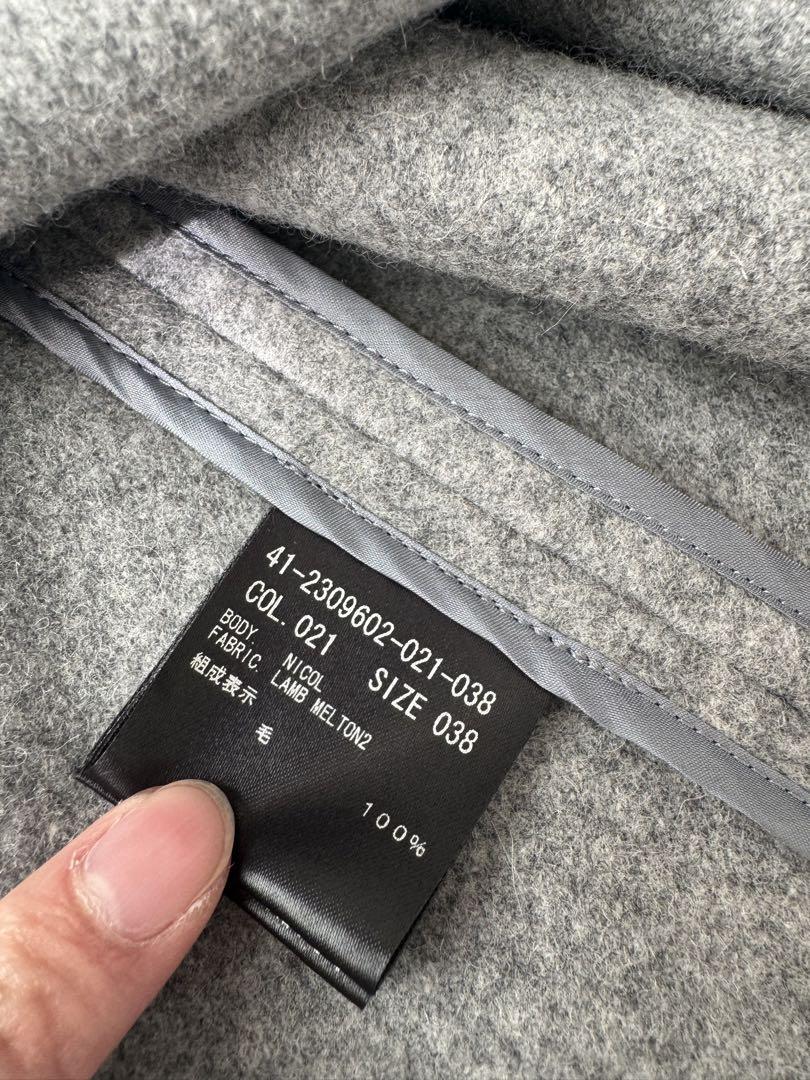 41-2309602-021-038
COL. 021 SIZE 038
BODY NICOL
FABRIC. LAMB MELTON2
組成表示
毛
100%